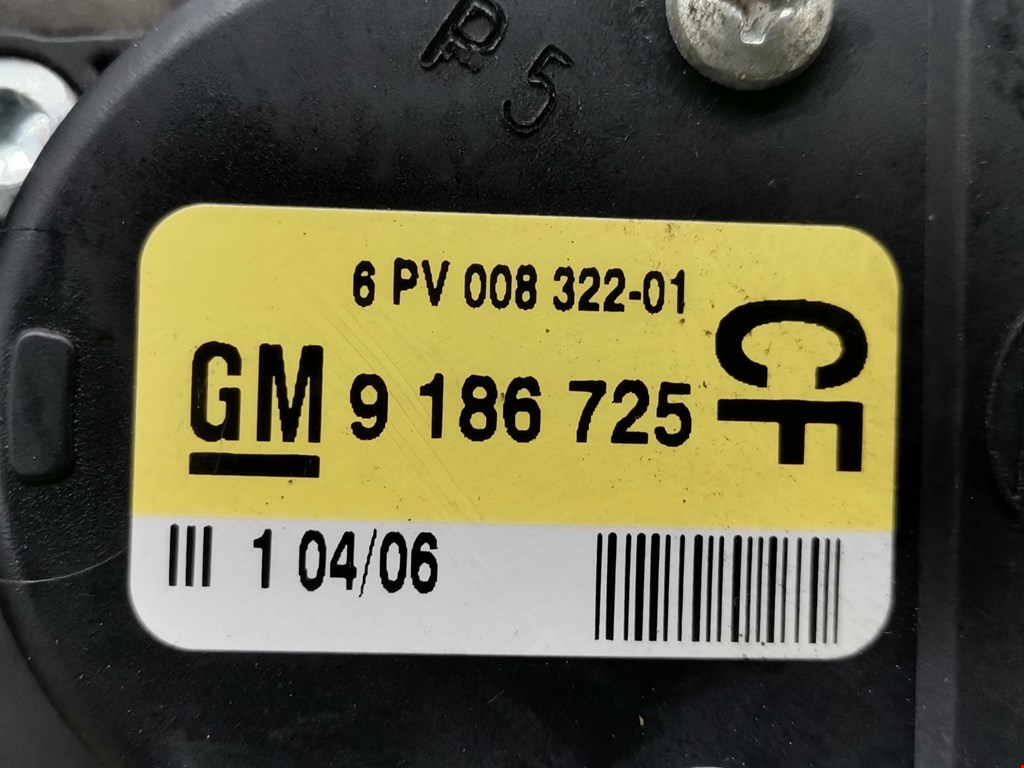 P5
6 PV 008 322-01
GM 9 186 725
CF
III 1 04/06